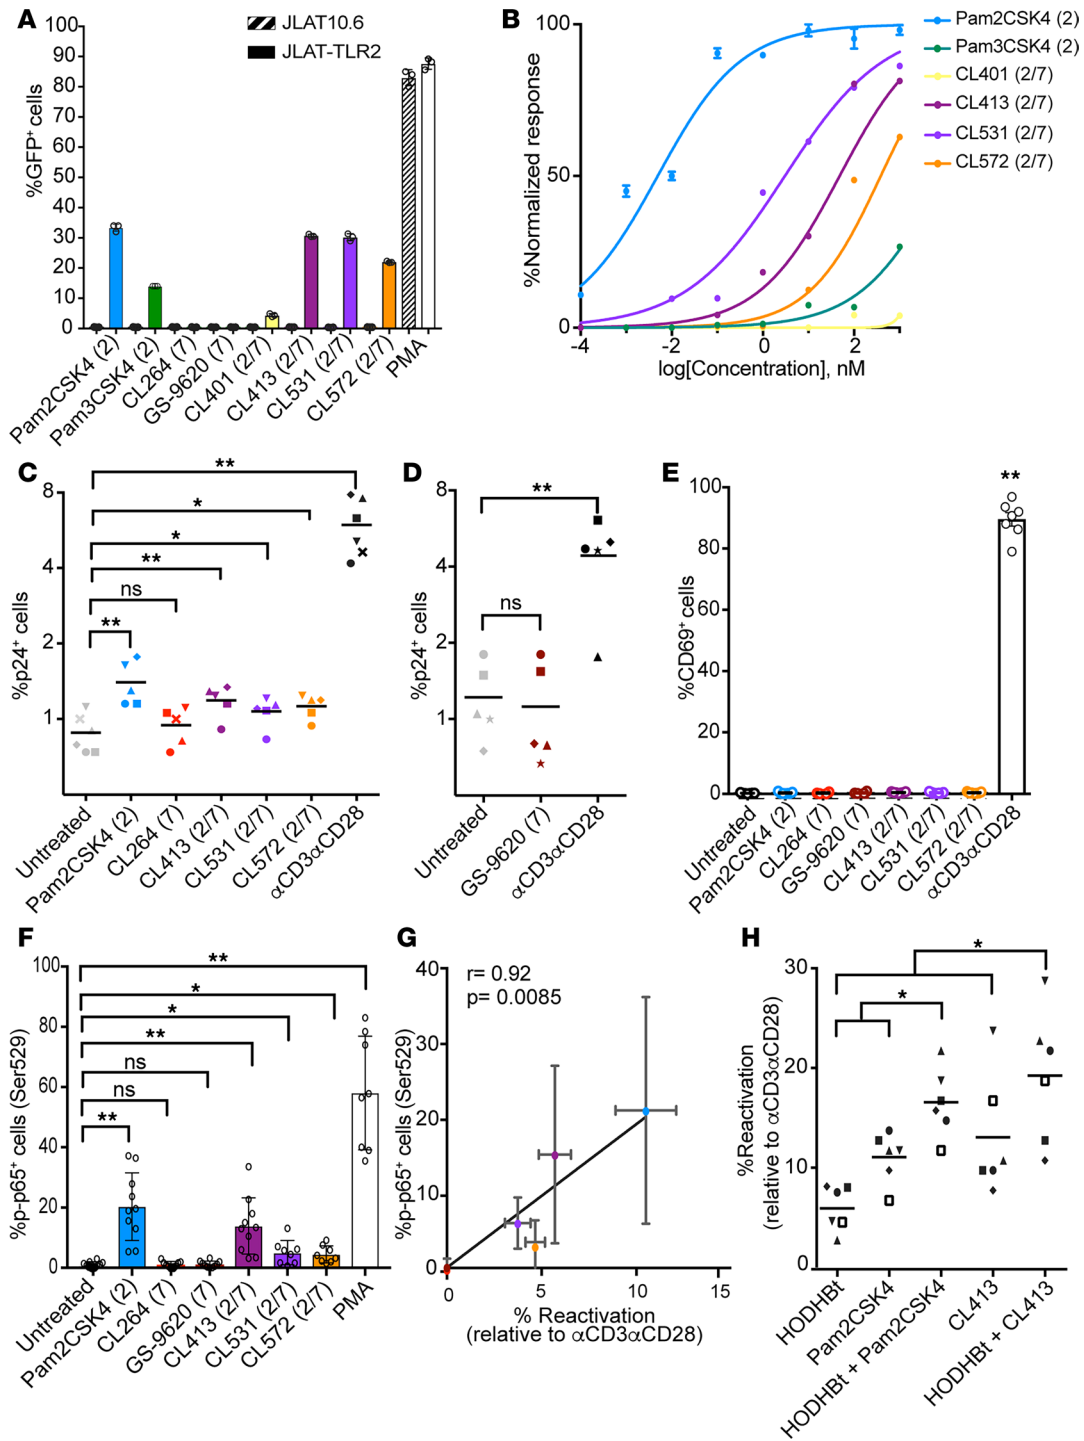 A
JLAT10.6
JLAT-TLR2
%GFP+ cells
100
90
80
70
60
50
40
30
20
10
0
Pam2CSK4 (2)
Pam3CSK4 (2)
CL264 (7)
GS-9620 (7)
CL401 (2/7)
CL413 (2/7)
CL531 (2/7)
CL572 (2/7)
PMA
B
%Normalized response
100
50
0
-4
-2
0
2
log[Concentration], nM
Pam2CSK4 (2)
Pam3CSK4 (2)
CL401 (2/7)
CL413 (2/7)
CL531 (2/7)
CL572 (2/7)
C
%p24+ cells
8
4
2
1
**
*
*
**
ns
**
Untreated
Pam2CSK4 (2)
CL264 (7)
CL413 (2/7)
CL531 (2/7)
CL572 (2/7)
αCD3αCD28
D
%p24+ cells
8
4
2
1
**
ns
Untreated
GS-9620 (7)
αCD3αCD28
E
%CD69+ cells
100
80
60
40
20
0
**
Untreated
Pam2CSK4 (2)
CL264 (7)
GS-9620 (7)
CL413 (2/7)
CL531 (2/7)
CL572 (2/7)
αCD3αCD28
F
%p-p65+ cells (Ser529)
100
80
60
40
20
0
**
*
*
**
ns
ns
**
Untreated
Pam2CSK4 (2)
CL264 (7)
GS-9620 (7)
CL413 (2/7)
CL531 (2/7)
CL572 (2/7)
PMA
G
%p-p65+ cells (Ser529)
40
30
20
10
0
r= 0.92
p= 0.0085
0
5
10
15
% Reactivation
(relative to αCD3αCD28)
H
%Reactivation
(relative to αCD3αCD28)
30
20
10
0
*
*
HODHBt
Pam2CSK4
HODHBt + Pam2CSK4
CL413
HODHBt + CL413